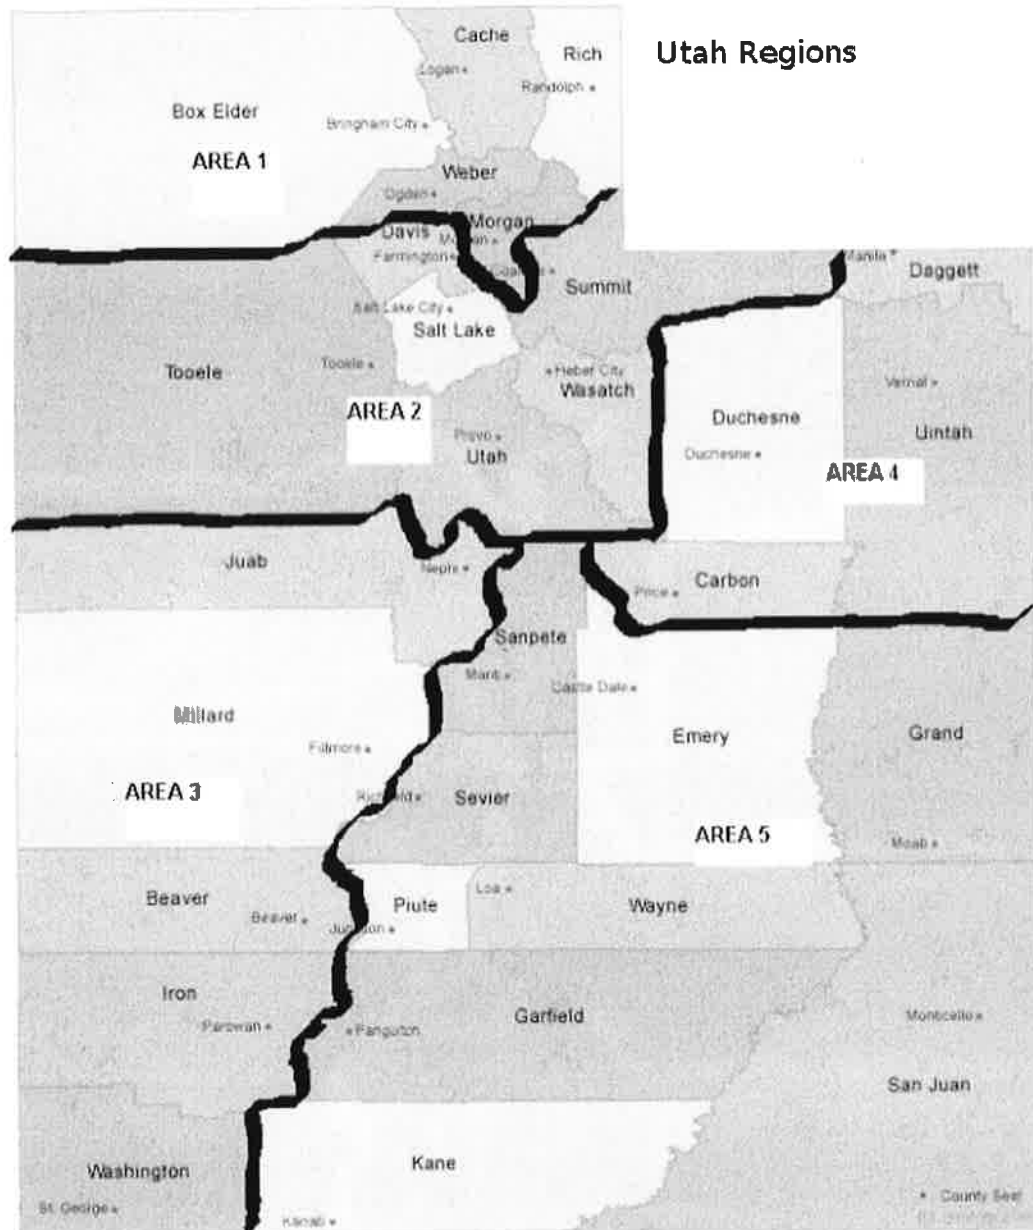 Utah Regions
Cache
Logan
Rich
Randolph
Box Elder
Bringham City
AREA 1
Weber
Ogden
Morgan
Davis
Farmington
Summit
Manila
Daggett
Salt Lake City
Salt Lake
Tooele
Tooele
Heber City
Wasatch
Vernal
AREA 2
Duchesne
Provo
Utah
Uintah
Duchesne
AREA 4
Juab
Nephi
Carbon
Price
Sanpete
Manti
Castle Dale
Millard
Emery
Grand
Fillmore
AREA 3
Richfield
Sevier
AREA 5
Moab
Beaver
Beaver
Piute
Loa
Wayne
Junction
Iron
Parowan
Panguitch
Garfield
Monticello
San Juan
Washington
Kane
St. George
Kanab
County Seat